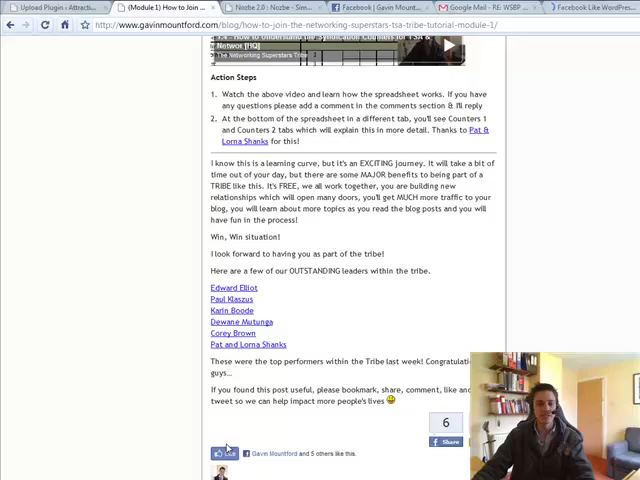 Upload Plugin ‹ Attracti...
(Module 1) How to Join ...
Nozbe 2.0 : Nozbe - Sim...
Facebook | Gavin Mount...
Google Mail - RE: WSBP ...
Facebook Like WordPres...
http://www.gavinmountford.com/blog/how-to-join-the-networking-superstars-tsa-tribe-tutorial-module-1/
Network [HQ]
The Networking Superstars Tribe
Action Steps
1. Watch the above video and learn how the spreadsheet works. If you have
any questions please add a comment in the comments section & I'll reply
2. At the bottom of the spreadsheet in a different tab, you'll see Counters 1
and Counters 2 tabs which will explain this in more detail. Thanks to Pat &
Lorna Shanks for this!
I know this is a learning curve, but it's an EXCITING journey. It will take a bit of
time out of your day, but there are some MAJOR benefits to being part of a
TRIBE like this. It's FREE, we all work together, you are building new
relationships which will open many doors, you'll get MUCH more traffic to your
blog, you will learn about more topics as you read the blog posts and you will
have fun in the process!
Win, Win situation!
I look forward to having you as part of the tribe!
Here are a few of our OUTSTANDING leaders within the tribe.
Edward Elliot
Paul Klaszus
Karin Boode
Dewane Mutunga
Corey Brown
Pat and Lorna Shanks
These were the top performers within the Tribe last week! Congratulatio
guys...
If you found this post useful, please bookmark, share, comment, like and
tweet so we can help impact more people's lives
6
Share
Like
Gavin Mountford and 5 others like this.